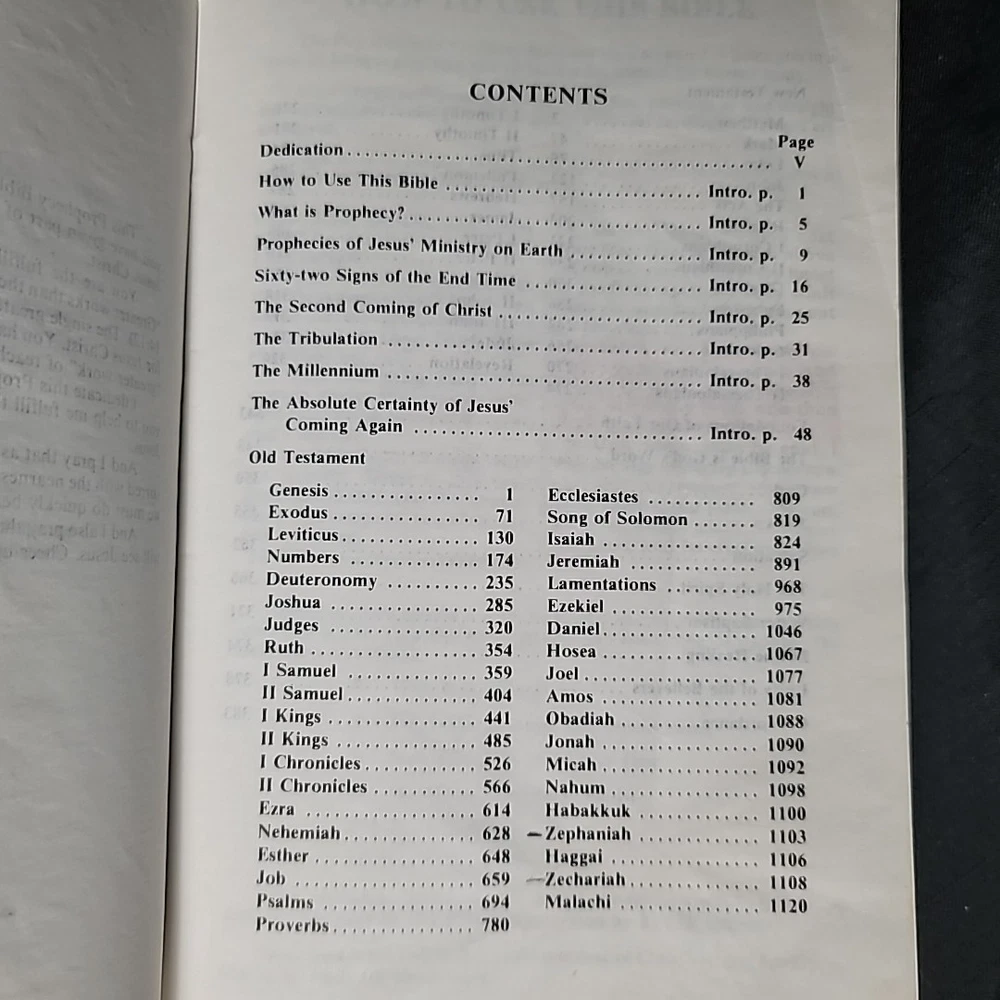 CONTENTS
Page
Dedication ........ V
How to Use This Bible ........ Intro. p. 1
What is Prophecy? ........ Intro. p. 5
Prophecies of Jesus' Ministry on Earth ........ Intro. p. 9
Sixty-two Signs of the End Time ........ Intro. p. 16
The Second Coming of Christ ........ Intro. p. 25
The Tribulation ........ Intro. p. 31
The Millennium ........ Intro. p. 38
The Absolute Certainty of Jesus'
Coming Again ........ Intro. p. 48
Old Testament
Genesis ........ 1
Exodus ........ 71
Leviticus ........ 130
Numbers ........ 174
Deuteronomy ........ 235
Joshua ........ 285
Judges ........ 320
Ruth ........ 354
I Samuel ........ 359
II Samuel ........ 404
I Kings ........ 441
II Kings ........ 485
I Chronicles ........ 526
II Chronicles ........ 566
Ezra ........ 614
Nehemiah ........ 628
Esther ........ 648
Job ........ 659
Psalms ........ 694
Proverbs ........ 780
Ecclesiastes ........ 809
Song of Solomon ........ 819
Isaiah ........ 824
Jeremiah ........ 891
Lamentations ........ 968
Ezekiel ........ 975
Daniel ........ 1046
Hosea ........ 1067
Joel ........ 1077
Amos ........ 1081
Obadiah ........ 1088
Jonah ........ 1090
Micah ........ 1092
Nahum ........ 1098
Habakkuk ........ 1100
Zephaniah ........ 1103
Haggai ........ 1106
Zechariah ........ 1108
Malachi ........ 1120